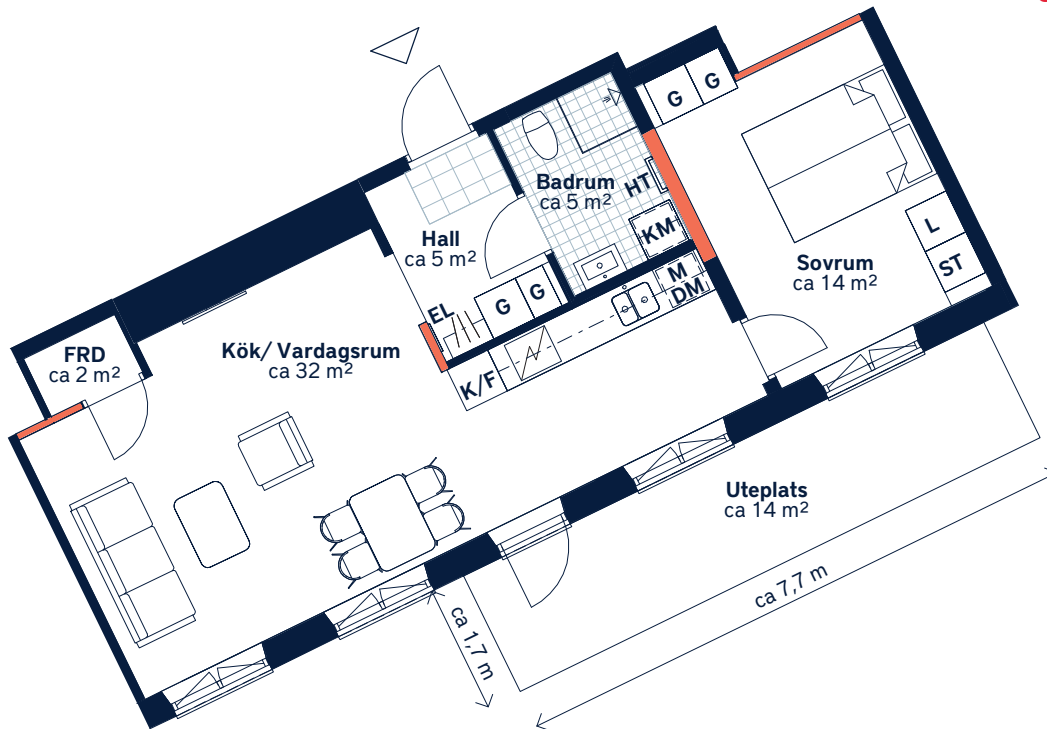 G
G
Badrum
ca 5 m²
HT
KM
Hall
ca 5 m²
L
ST
Sovrum
ca 14 m²
M
DM
EL
G
G
FRD
ca 2 m²
Kök/ Vardagsrum
ca 32 m²
K/F
Uteplats
ca 14 m²
ca 7,7 m
ca 1,7 m